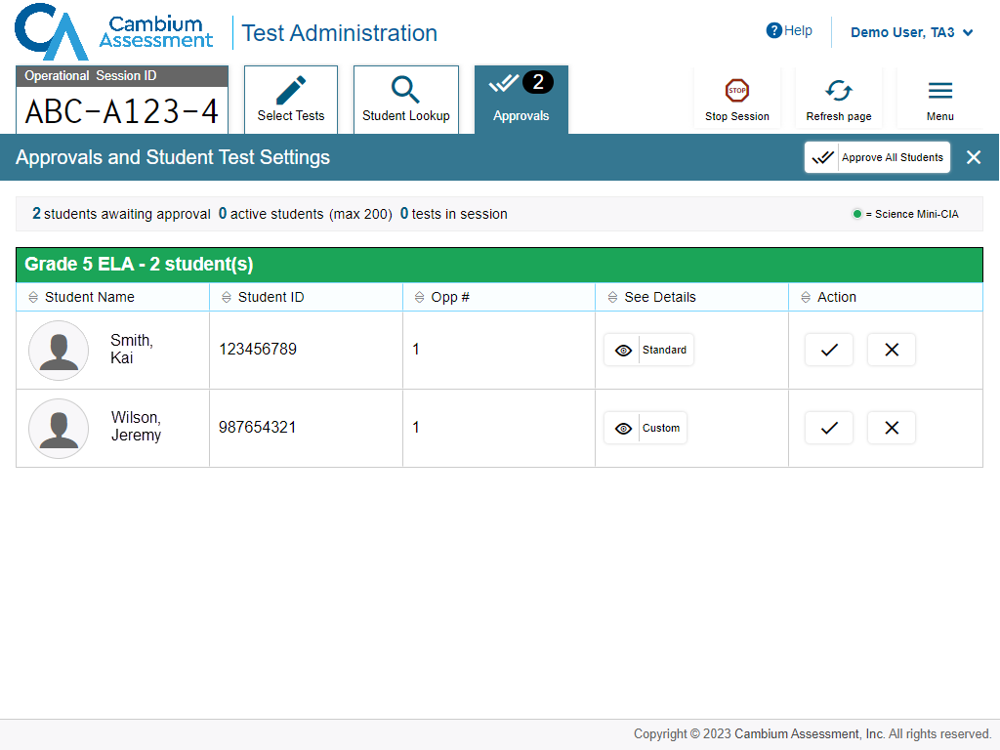 Cambium
Assessment
Test Administration
? Help
Demo User, TA3
Operational Session ID
ABC-A123-4
Select Tests
Student Lookup
2
Approvals
STOP
Stop Session
Refresh page
Menu
Approvals and Student Test Settings
Approve All Students
2 students awaiting approval 0 active students (max 200) 0 tests in session
= Science Mini-CIA
Grade 5 ELA - 2 student(s)
Student Name Student ID Opp # See Details Action
Smith,
Kai
123456789 1 Standard
Wilson,
Jeremy
987654321 1 Custom
Copyright © 2023 Cambium Assessment, Inc. All rights reserved.